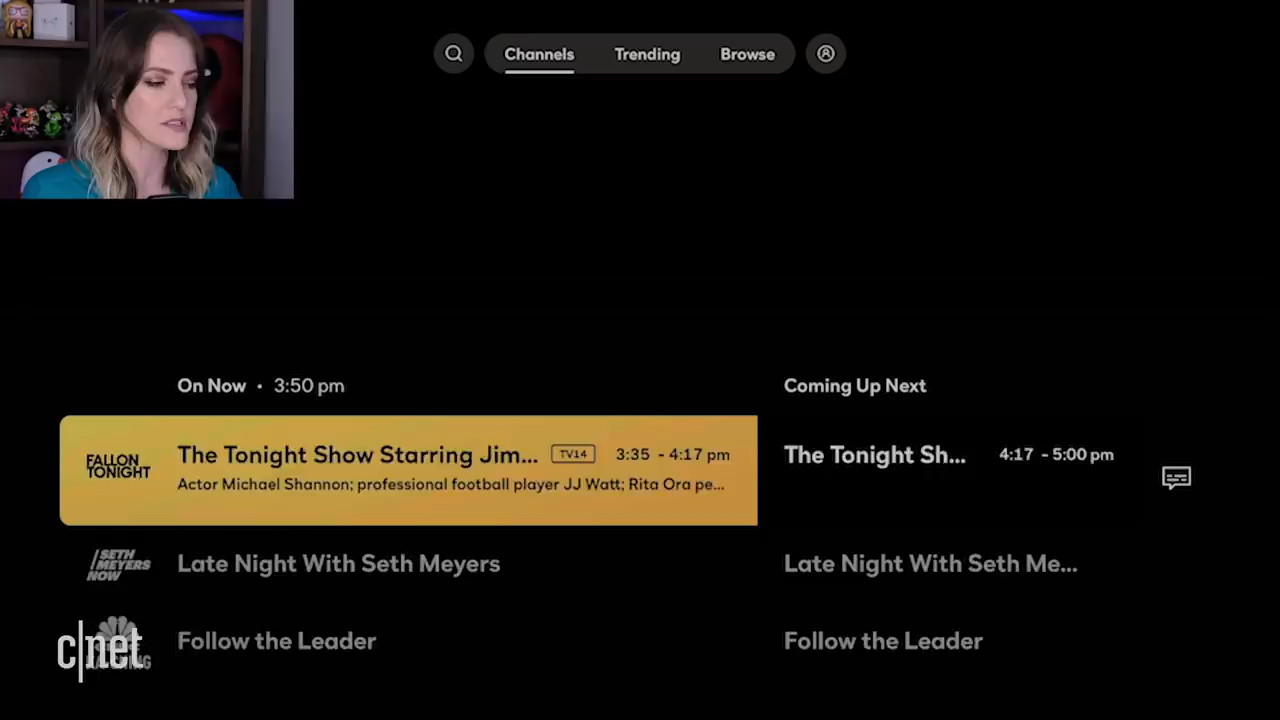 Channels
Trending
Browse
On Now • 3:50 pm
Coming Up Next
FALLON
TONIGHT
The Tonight Show Starring Jim...
TV14
3:35 - 4:17 pm
Actor Michael Shannon; professional football player JJ Watt; Rita Ora pe...
The Tonight Sh...
4:17 - 5:00 pm
SETH
MEYERS
NOW
Late Night With Seth Meyers
Late Night With Seth Me...
c|net
Follow the Leader
Follow the Leader